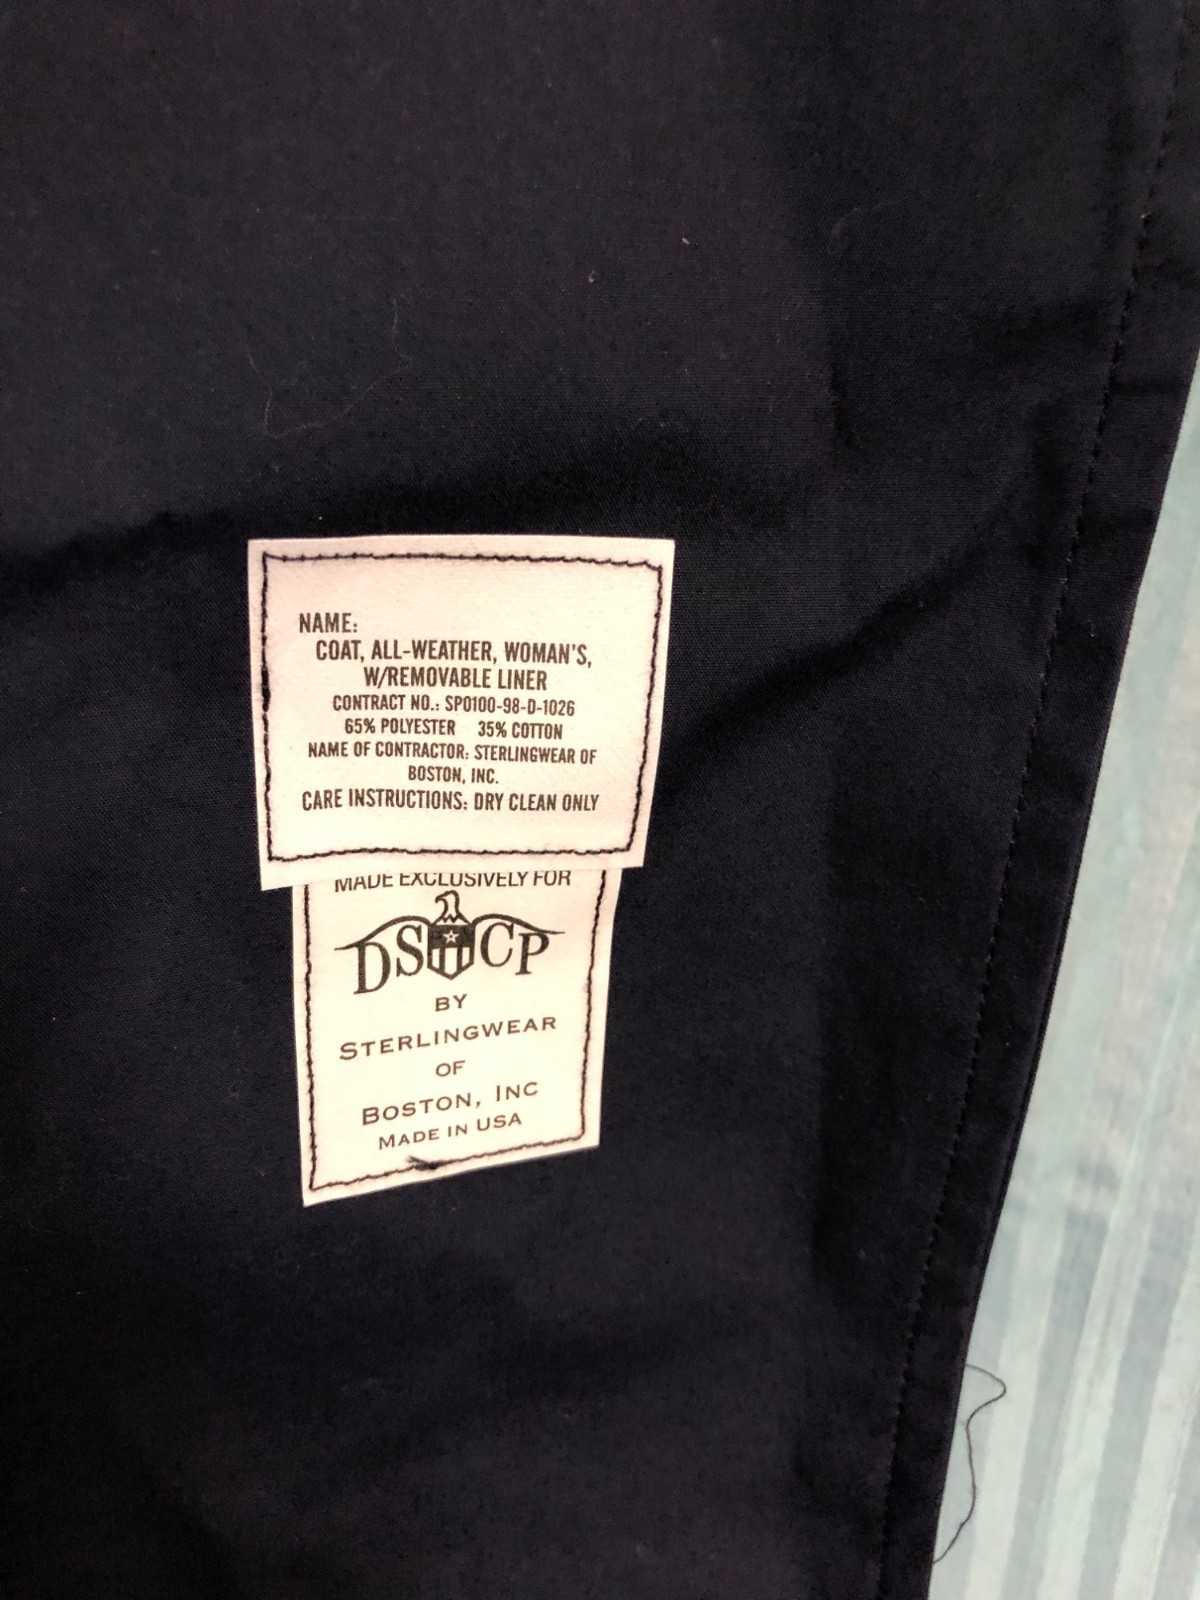 NAME:
COAT, ALL-WEATHER, WOMAN'S,
W/REMOVABLE LINER
CONTRACT NO.: SP0100-98-D-1026
65% POLYESTER 35% COTTON
NAME OF CONTRACTOR: STERLINGWEAR OF
BOSTON, INC.
CARE INSTRUCTIONS: DRY CLEAN ONLY
MADE EXCLUSIVELY FOR
DSCP
BY
STERLINGWEAR
OF
BOSTON, INC
MADE IN USA